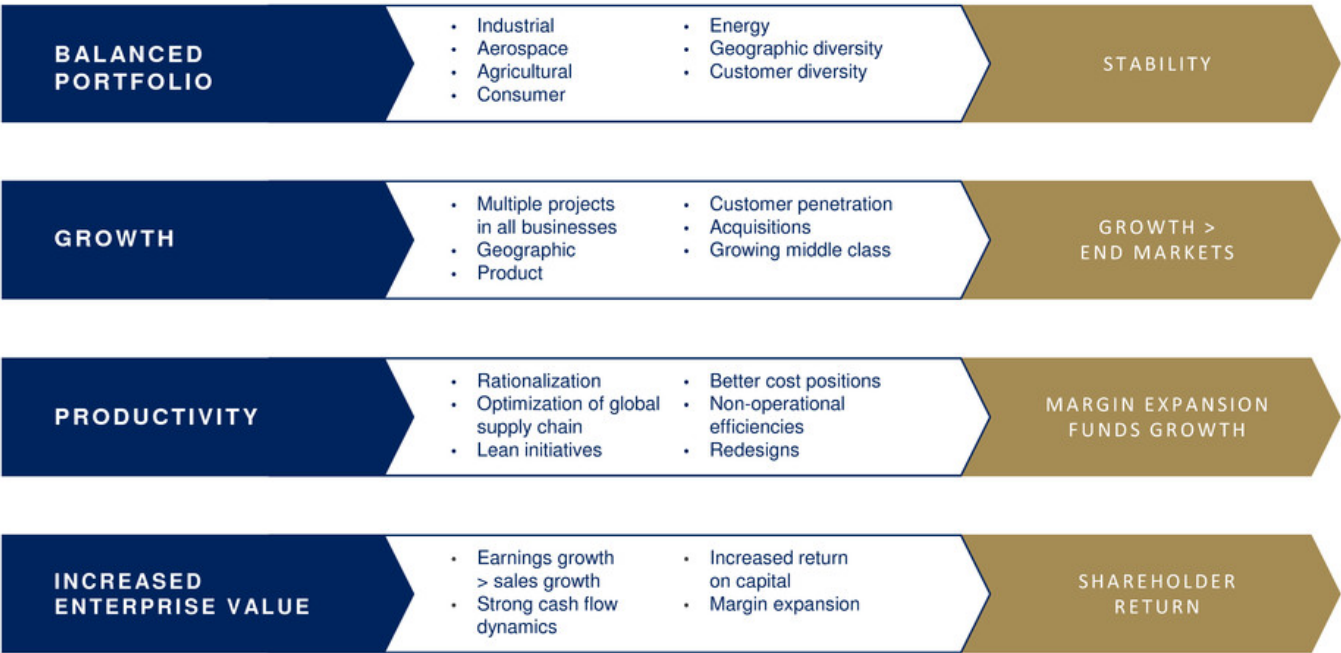 BALANCED
PORTFOLIO
• Industrial
• Aerospace
• Agricultural
• Consumer
• Energy
• Geographic diversity
• Customer diversity
STABILITY
GROWTH
• Multiple projects
in all businesses
• Geographic
• Product
• Customer penetration
• Acquisitions
• Growing middle class
GROWTH >
END MARKETS
PRODUCTIVITY
• Rationalization
• Optimization of global
supply chain
• Lean initiatives
• Better cost positions
• Non-operational
efficiencies
• Redesigns
MARGIN EXPANSION
FUNDS GROWTH
INCREASED
ENTERPRISE VALUE
• Earnings growth
> sales growth
• Strong cash flow
dynamics
• Increased return
on capital
• Margin expansion
SHAREHOLDER
RETURN